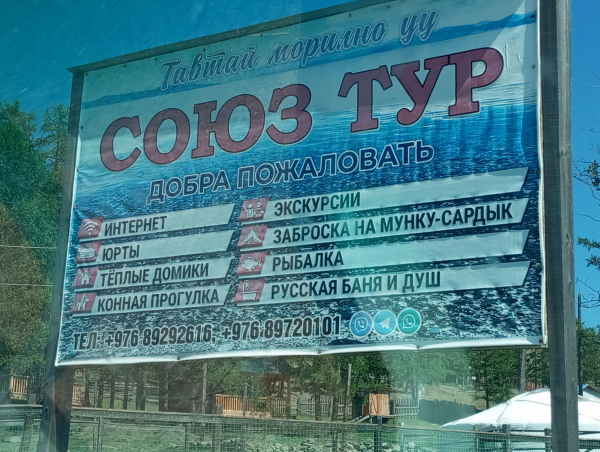 Тавтай морилно уу
СОЮЗ ТУР
ДОБРА ПОЖАЛОВАТЬ
ИНТЕРНЕТ
ЮРТЫ
ТЁПЛЫЕ ДОМИКИ
КОННАЯ ПРОГУЛКА
ЭКСКУРСИИ
ЗАБРОСКА НА МУНКУ-САРДЫК
РЫБАЛКА
РУССКАЯ БАНЯ И ДУШ
ТЕЛ: +976 89292616, +976 89720101